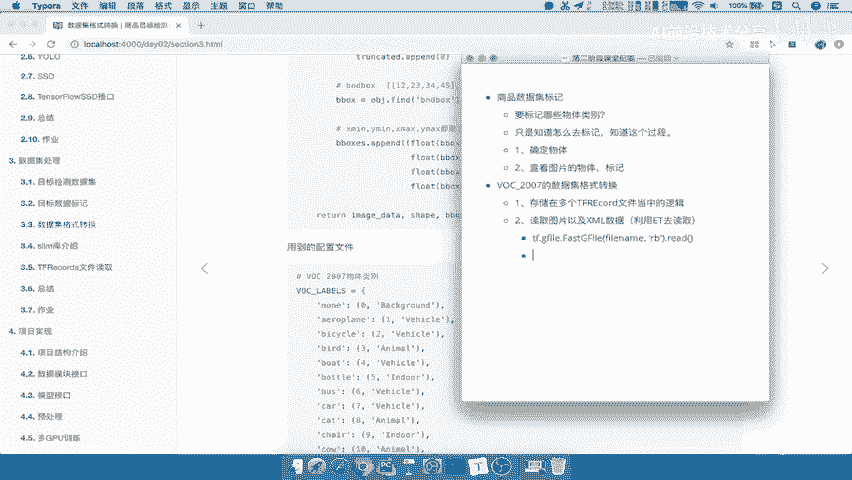 Typora 文件 编辑 段落 格式 显示 主题 窗口 帮助
100%
数据集格式转换 | 商品目标检测
localhost:4000/day02/section3.html
2.6. YOLO
2.7. SSD
2.8. TensorFlowSSD接口
2.9. 总结
2.10. 作业
3. 数据集处理
3.1. 目标检测数据集
3.2. 目标数据标记
3.3. 数据集格式转换
3.4. slim库介绍
3.5. TFRecords文件读取
3.6. 总结
3.7. 作业
4. 项目实现
4.1. 项目结构介绍
4.2. 数据模块接口
4.3. 模型接口
4.4. 预处理
4.5. 多GPU训练
truncated.append(0)
# bndbox [[12,23,34,45]
bbox = obj.find('bndbox')
# xmin,ymin,xmax,ymax
bboxes.append((float(bbox
float(bbox
float(bbox
float(bbox
return image_data, shape, bbox
用到的配置文件
# VOC 2007物体类别
VOC_LABELS = {
'none': (0, 'Background'),
'aeroplane': (1, 'Vehicle'),
'bicycle': (2, 'Vehicle'),
'bird': (3, 'Animal'),
'boat': (4, 'Vehicle'),
'bottle': (5, 'Indoor'),
'bus': (6, 'Vehicle'),
'car': (7, 'Vehicle'),
'cat': (8, 'Animal'),
'chair': (9, 'Indoor'),
'cow': (10, 'Animal'),
第二阶段课堂纪要
商品数据集标记
要标记哪些物体类别?
只是知道怎么去标记，知道这个过程。
1、确定物体
2、查看图片的物体，标记
VOC_2007的数据集格式转换
1、存储在多个TFREcord文件当中的逻辑
2、读取图片以及XML数据（利用ET去读取）
tf.gfile.FastGFile(filename, 'rb').read()